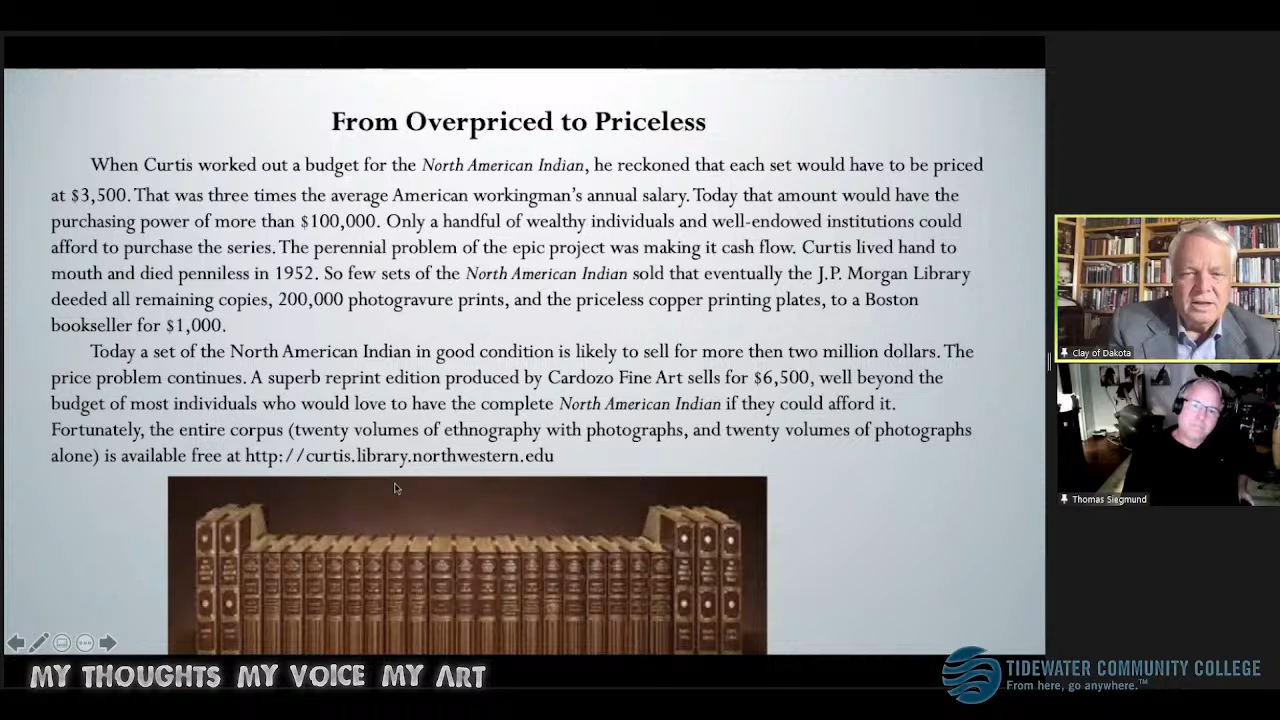 From Overpriced to Priceless
When Curtis worked out a budget for the North American Indian, he reckoned that each set would have to be priced
at $3,500. That was three times the average American workingman's annual salary. Today that amount would have the
purchasing power of more than $100,000. Only a handful of wealthy individuals and well-endowed institutions could
afford to purchase the series. The perennial problem of the epic project was making it cash flow. Curtis lived hand to
mouth and died penniless in 1952. So few sets of the North American Indian sold that eventually the J.P. Morgan Library
deeded all remaining copies, 200,000 photogravure prints, and the priceless copper printing plates, to a Boston
bookseller for $1,000.
Today a set of the North American Indian in good condition is likely to sell for more then two million dollars. The
price problem continues. A superb reprint edition produced by Cardozo Fine Art sells for $6,500, well beyond the
budget of most individuals who would love to have the complete North American Indian if they could afford it.
Fortunately, the entire corpus (twenty volumes of ethnography with photographs, and twenty volumes of photographs
alone) is available free at http://curtis.library.northwestern.edu
Clay of Dakota
Thomas Siegmund
MY THOUGHTS MY VOICE MY ART
TIDEWATER COMMUNITY COLLEGE
From here, go anywhere.™